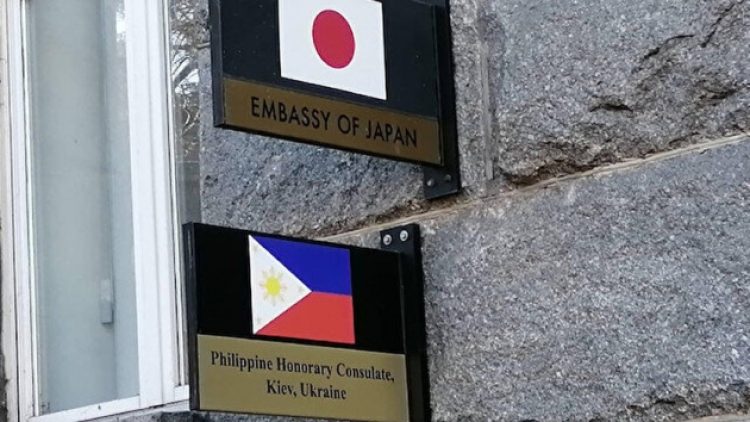 EMBASSY OF JAPAN
Philippine Honorary Consulate,
Kiev, Ukraine